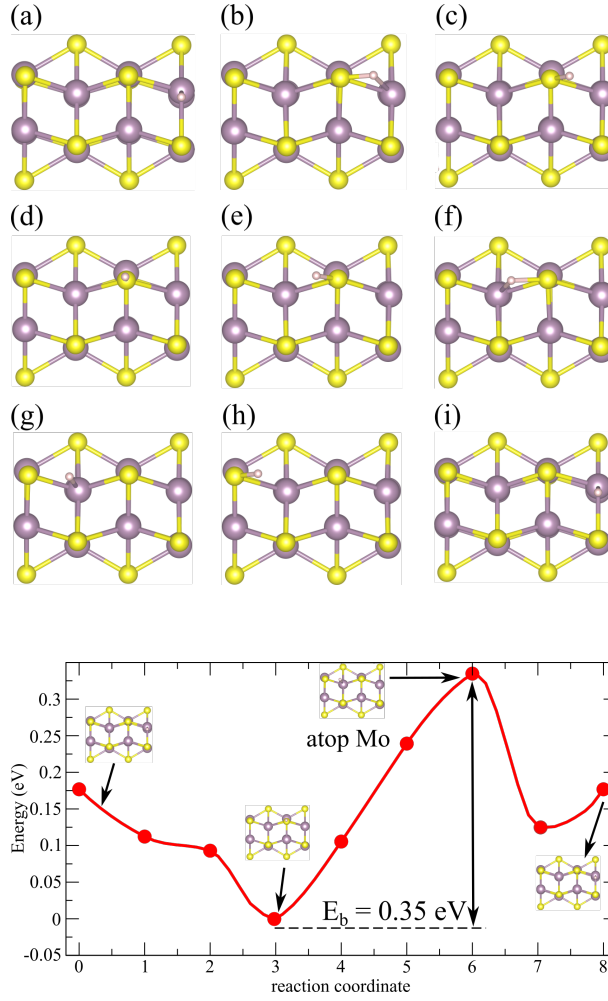 (a) (b) (c)
(d) (e) (f)
(g) (h) (i)
0.3
0.25
0.2
0.15
0.1
0.05
0
-0.05
Energy (eV)
atop Mo
E_b = 0.35 eV
0 1 2 3 4 5 6 7 8
reaction coordinate